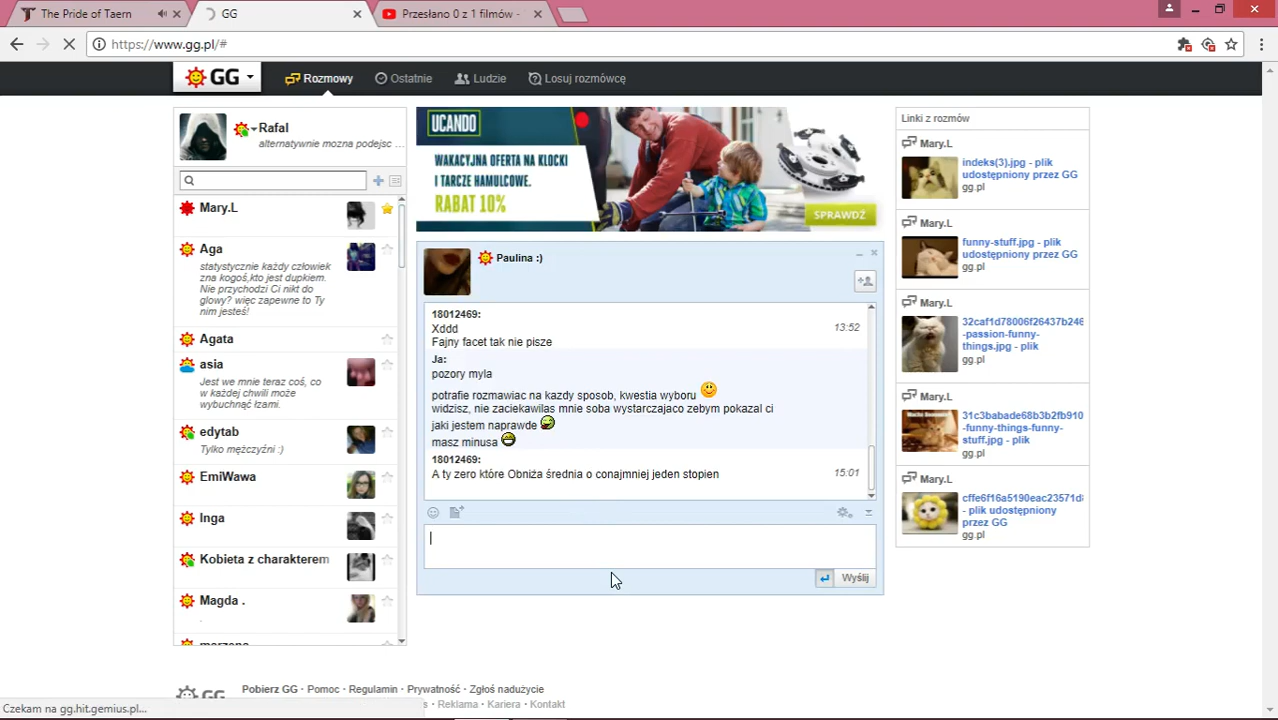 The Pride of Taern
GG
Przesłano 0 z 1 filmów -
https://www.gg.pl/#
GG
Rozmowy
Ostatnie
Ludzie
Losuj rozmówcę
Rafal
alternatywnie mozna podejsc ...
Mary.L
Aga
statystycznie każdy człowiek
zna kogoś,kto jest dupkiem.
Nie przychodzi Ci nikt do
glowy? więc zapewne to Ty
nim jesteś!
Agata
asia
Jest we mnie teraz coś, co
w każdej chwili może
wybuchnąć łzami.
edytab
Tylko mężczyźni :)
EmiWawa
Inga
Kobieta z charakterem
Magda .
.
marzena
UCANDO
WAKACYJNA OFERTA NA KLOCKI
I TARCZE HAMULCOWE.
RABAT 10%
SPRAWDŹ
Paulina :)
18012469:
Xddd 13:52
Fajny facet tak nie pisze
Ja:
pozory myla
potrafie rozmawiac na kazdy sposob, kwestia wyboru
widzisz, nie zaciekawilas mnie soba wystarczajaco zebym pokazal ci
jaki jestem naprawde
masz minusa
18012469:
A ty zero które Obniża średnia o conajmniej jeden stopien 15:01
Wyślij
Linki z rozmów
Mary.L
indeks(3).jpg - plik
udostępniony przez GG
gg.pl
Mary.L
funny-stuff.jpg - plik
udostępniony przez GG
gg.pl
Mary.L
32caf1d78006f26437b246
-passion-funny-
things.jpg - plik
gg.pl
Mary.L
31c3babade68b3b2fb910
-funny-things-funny-
stuff.jpg - plik
gg.pl
Mary.L
cffe6f16a5190eac23571d8
- plik udostępniony
przez GG
gg.pl
GG
Pobierz GG · Pomoc · Regulamin · Prywatność · Zgłoś nadużycie
Reklama · Kariera · Kontakt
Czekam na gg.hit.gemius.pl...